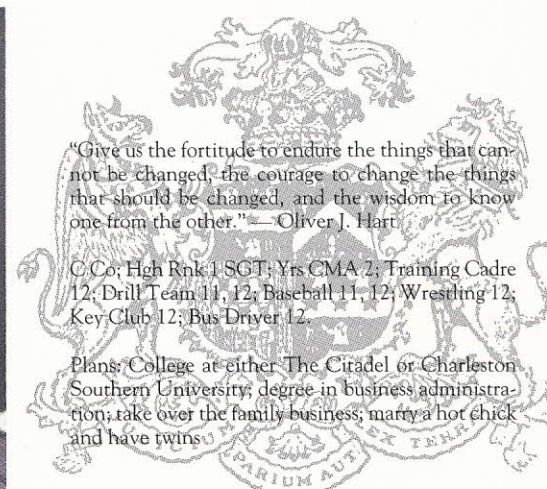 “Give us the fortitude to endure the things that can-
not be changed, the courage to change the things
that should be changed, and the wisdom to know
one from the other.” — Oliver J. Hart
C Co; Hgh Rnk 1 SGT; Yrs CMA 2; Training Cadre
12; Drill Team 11, 12; Baseball 11, 12; Wrestling 12;
Key Club 12; Bus Driver 12.
Plans: College at either The Citadel or Charleston
Southern University; degree in business administra-
tion; take over the family business; marry a hot chick
and have twins
PARIUM AUT
EX TERRA